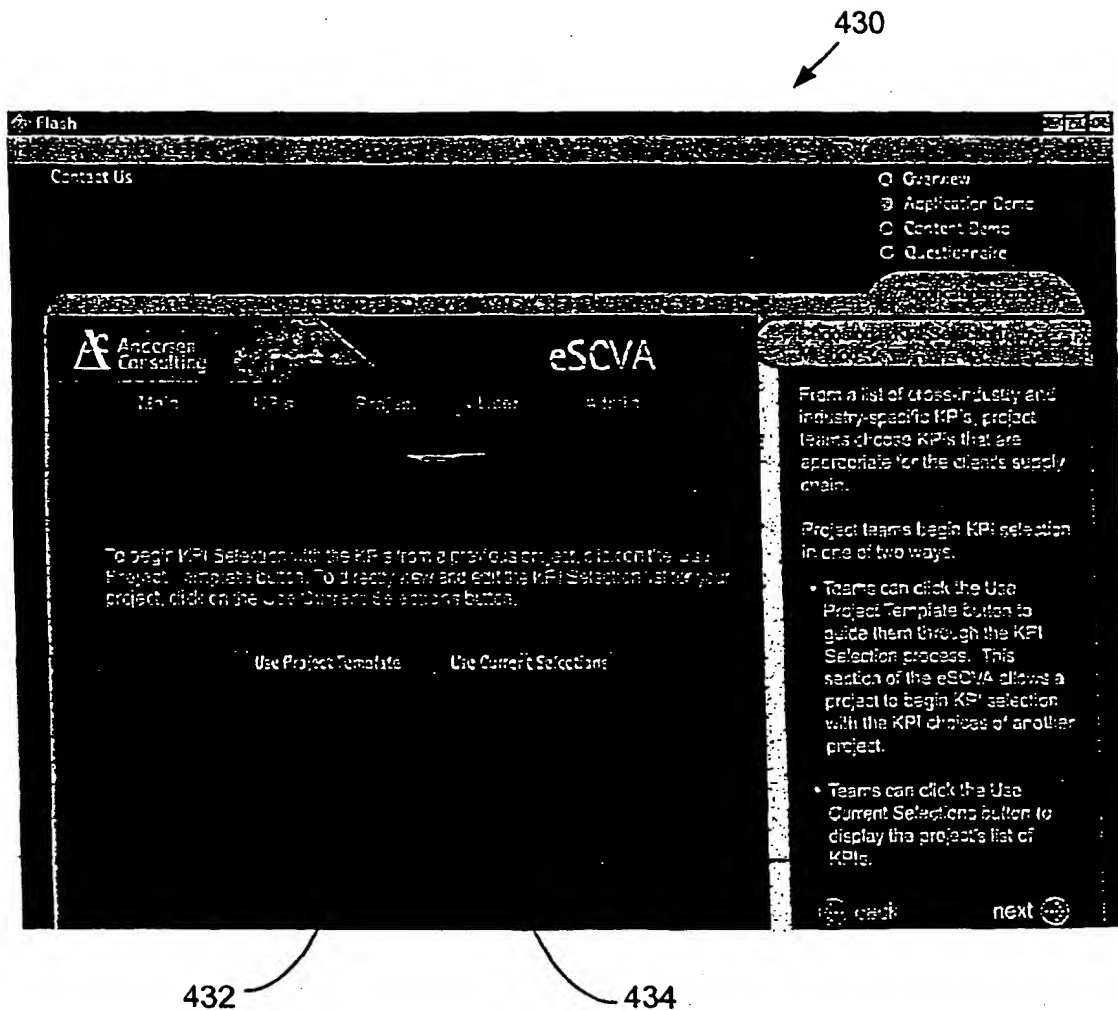 430
Flash
Contact Us
Overview
Application Demo
Content Demo
Questionnaire
Andersen
Consulting
eSCVA
Main KPIs Project Admin
From a list of cross-industry and
industry-specific KPIs, project
teams choose KPIs that are
appropriate for the client's supply
chain.
Project teams begin KPI selection
in one of two ways.
• Teams can click the Use
Project Template button to
guide them through the KPI
Selection process. This
section of the eSCVA allows a
project to begin KPI selection
with the KPI choices of another
project.
• Teams can click the Use
Current Selections button to
display the project's list of
KPIs.
To begin KPI Selection with the KPIs from a previous project, click on the Use
Project Template button. To directly view and edit the KPI Selection list for your
project, click on the Use Current Selections button.
Use Project Template Use Current Selections
back next
432 434